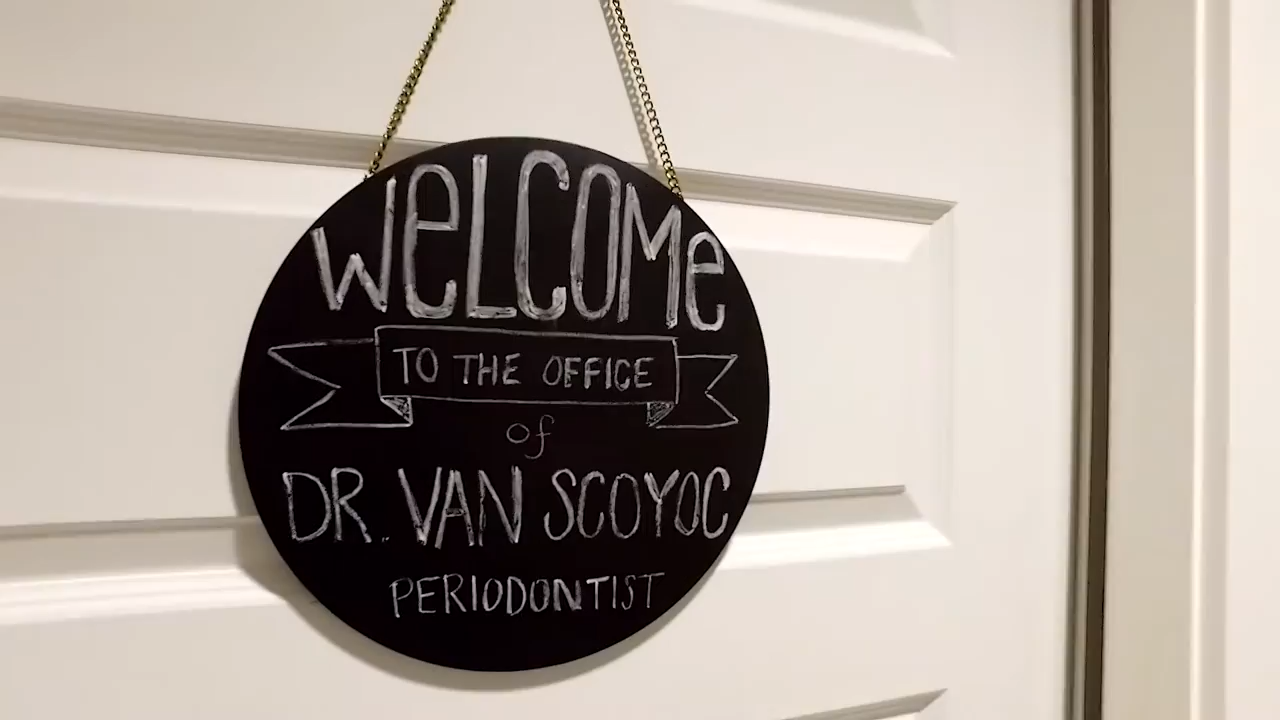 WeLCOMe
TO THE OFFICE
of
DR. VAN SCOYOC
PERIODONTIST